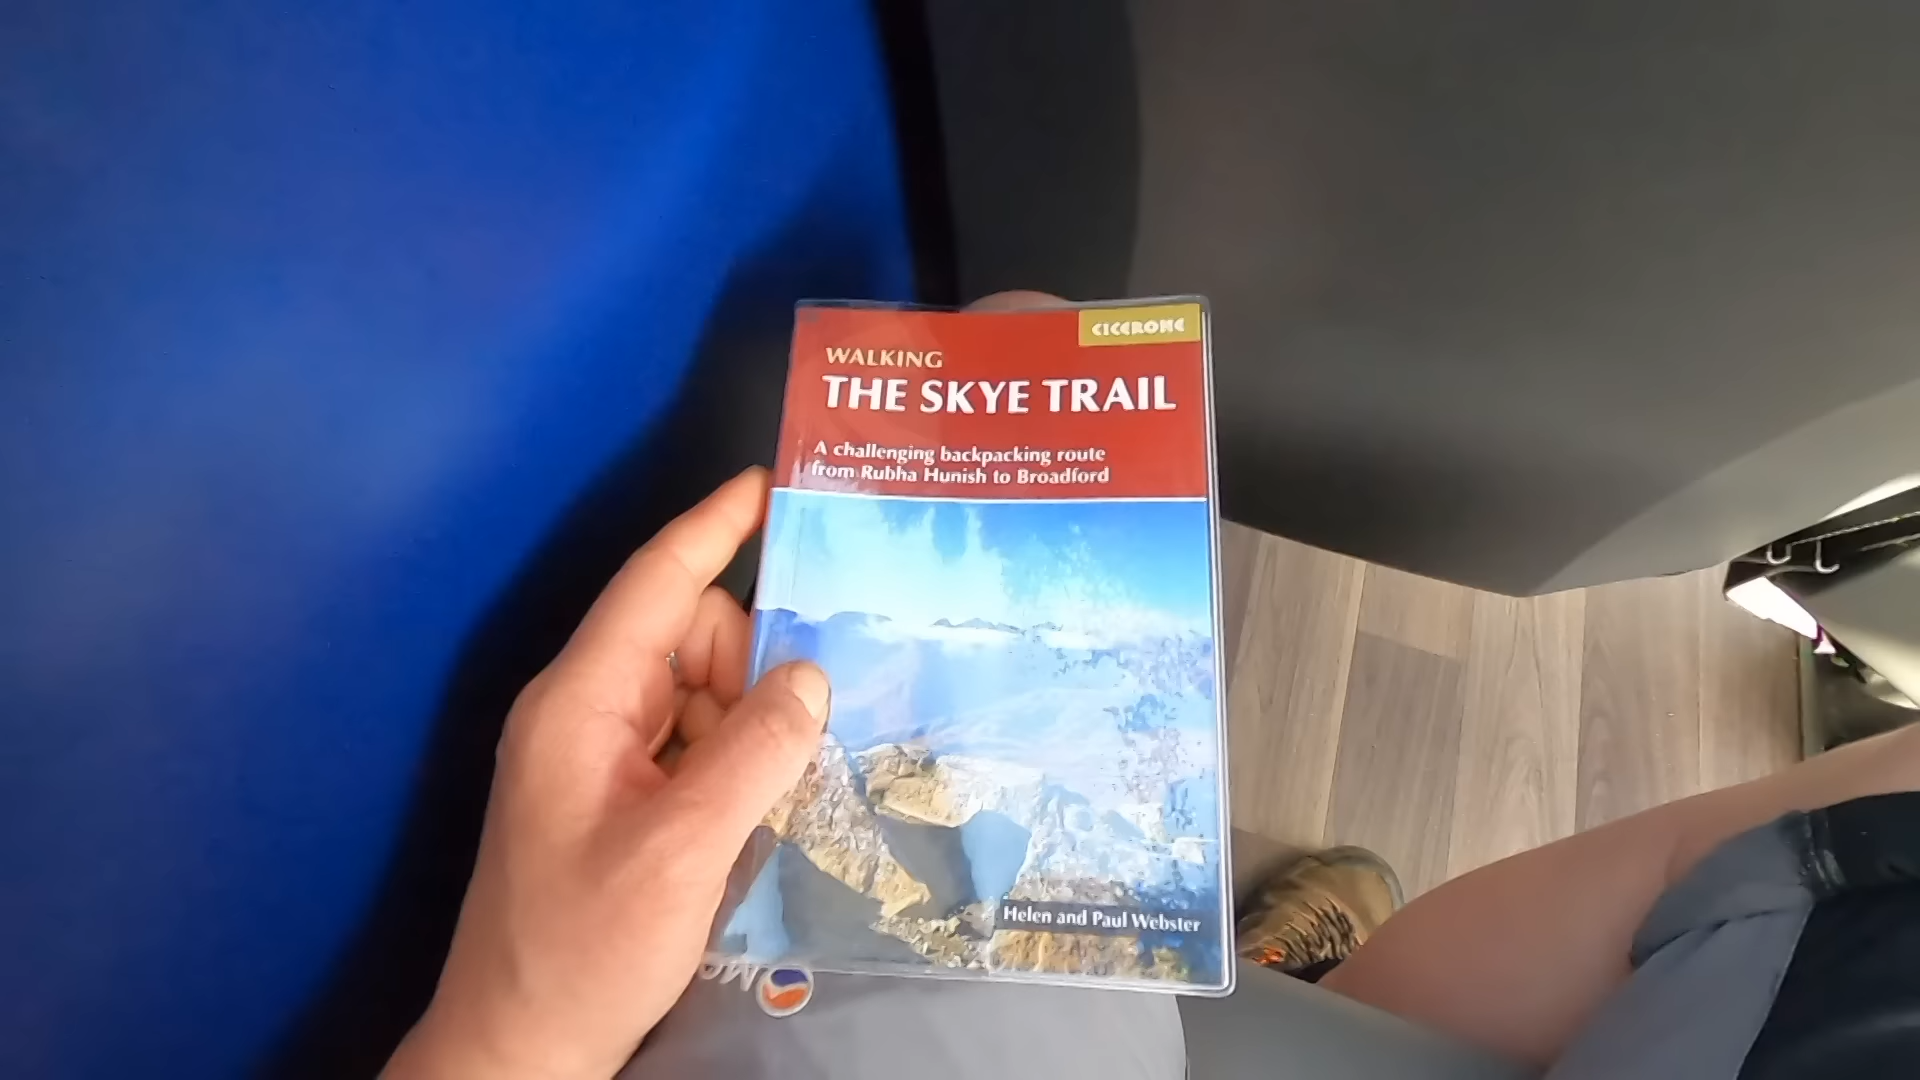 CICERONE
WALKING
THE SKYE TRAIL
A challenging backpacking route
from Rubha Hunish to Broadford
Helen and Paul Webster